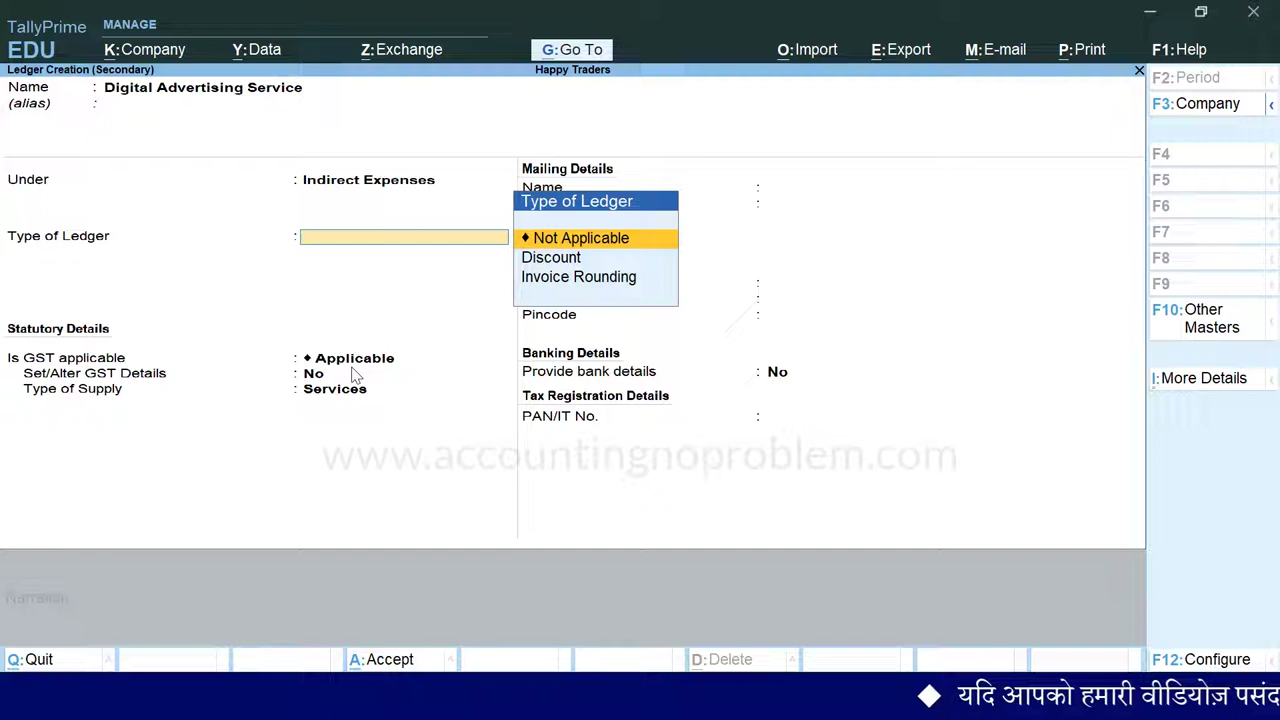 TallyPrime MANAGE
EDU K:Company Y:Data Z:Exchange G:Go To O:Import E:Export M:E-mail P:Print F1:Help
Ledger Creation (Secondary) Happy Traders
Name : Digital Advertising Service
(alias) :
Under : Indirect Expenses
Type of Ledger :
Statutory Details
Is GST applicable : ♦ Applicable
Set/Alter GST Details : No
Type of Supply : Services
Mailing Details
Name :
:
Type of Ledger
♦ Not Applicable
Discount
Invoice Rounding
:
:
Pincode :
Banking Details
Provide bank details : No
Tax Registration Details
PAN/IT No. :
www.accountingnoproblem.com
Narration
F2:Period
F3:Company
F4
F5
F6
F7
F8
F9
F10:Other
Masters
I:More Details
Q:Quit A:Accept D:Delete F12:Configure
◆ यदि आपको हमारी वीडियोज़ पसंद